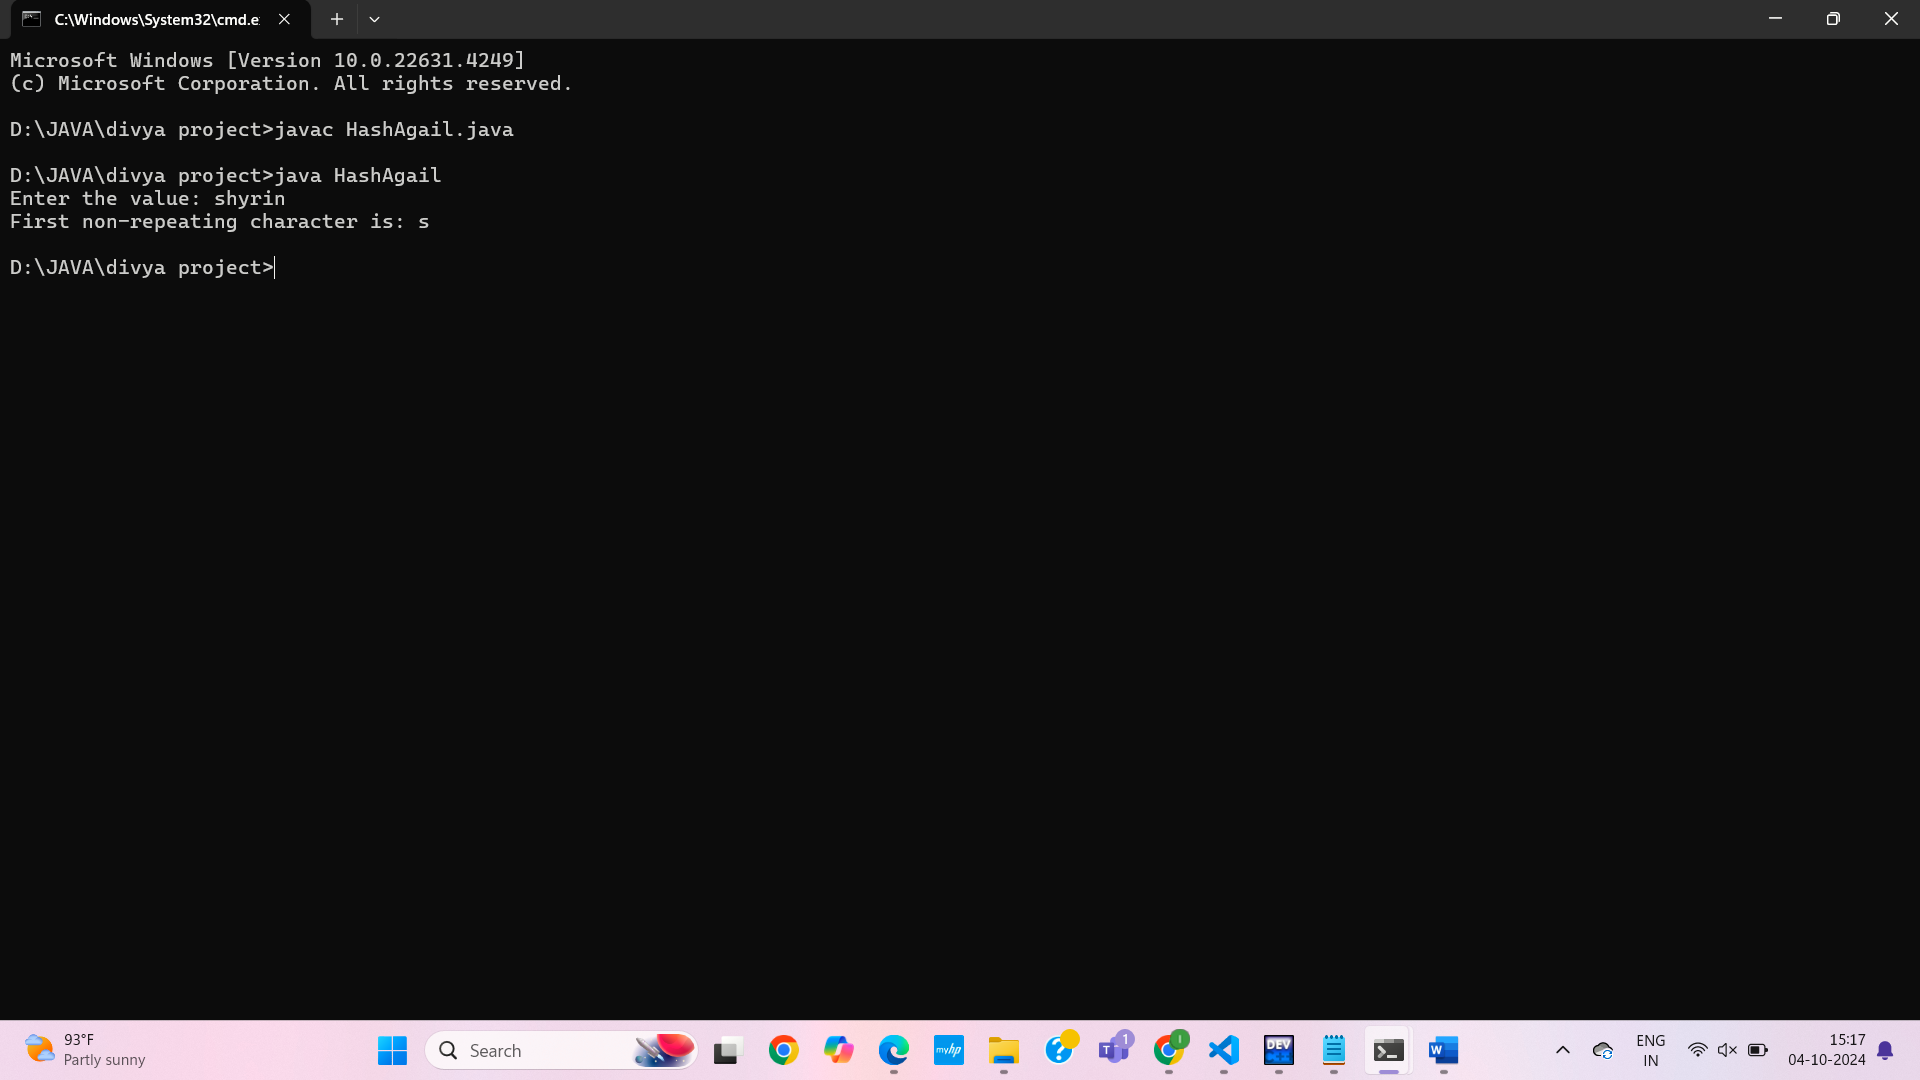 C:\Windows\System32\cmd.e
Microsoft Windows [Version 10.0.22631.4249]
(c) Microsoft Corporation. All rights reserved.
D:\JAVA\divya project>javac HashAgail.java
D:\JAVA\divya project>java HashAgail
Enter the value: shyrin
First non-repeating character is: s
D:\JAVA\divya project>
93°F
Partly sunny
Search
myhp
DEV
T
1
I
W
ENG
IN
15:17
04-10-2024